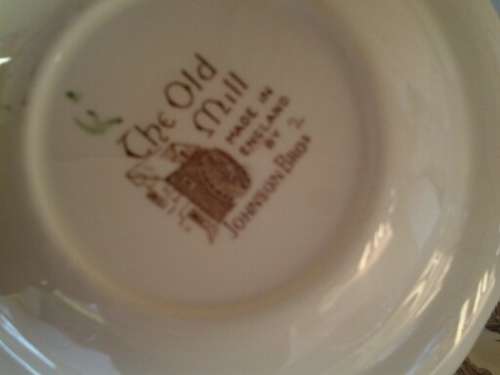 The Old
Mill
MADE IN
ENGLAND
BY
JOHNSON BROS